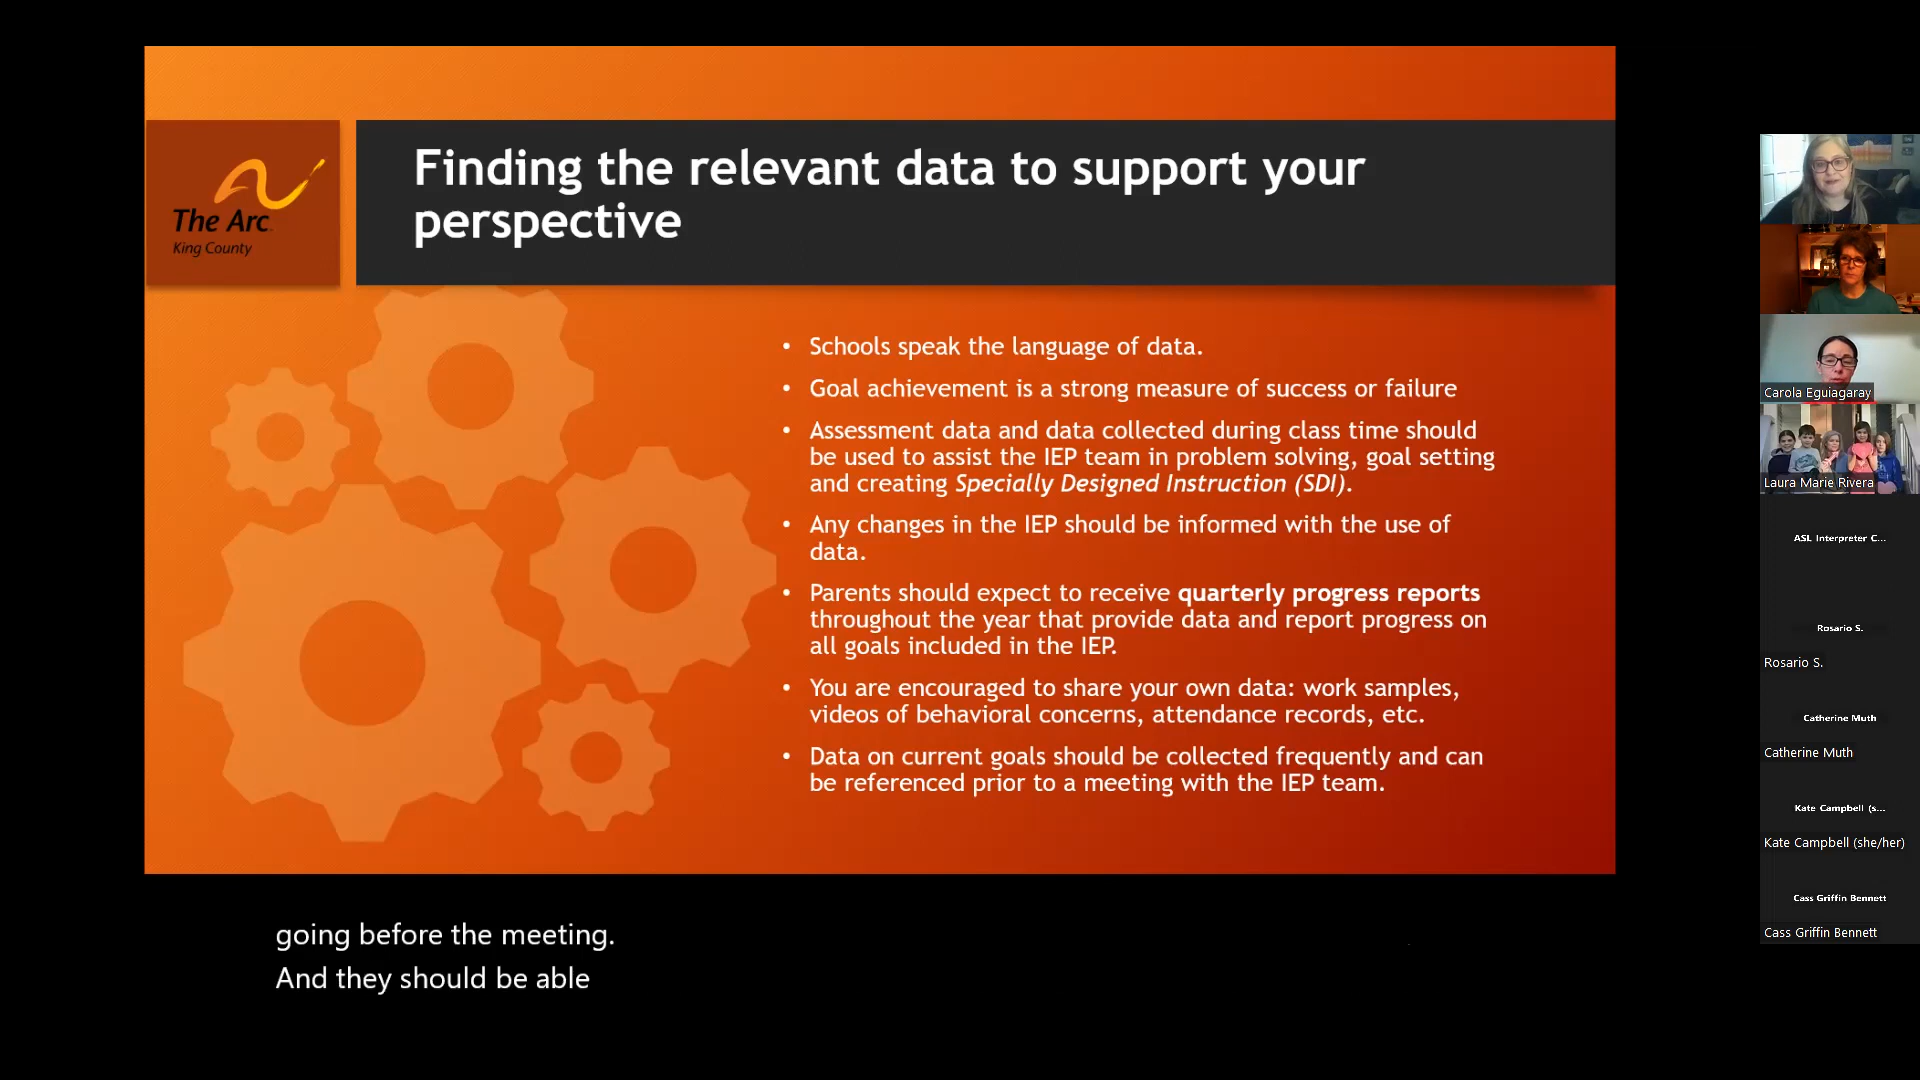 Finding the relevant data to support your
perspective
The Arc.
King County
• Schools speak the language of data.
• Goal achievement is a strong measure of success or failure
• Assessment data and data collected during class time should
be used to assist the IEP team in problem solving, goal setting
and creating Specially Designed Instruction (SDI).
• Any changes in the IEP should be informed with the use of
data.
• Parents should expect to receive quarterly progress reports
throughout the year that provide data and report progress on
all goals included in the IEP.
• You are encouraged to share your own data: work samples,
videos of behavioral concerns, attendance records, etc.
• Data on current goals should be collected frequently and can
be referenced prior to a meeting with the IEP team.
going before the meeting.
And they should be able
Carola Eguiagaray
Laura Marie Rivera
ASL Interpreter C...
Rosario S.
Rosario S.
Catherine Muth
Catherine Muth
Kate Campbell (s...
Kate Campbell (she/her)
Cass Griffin Bennett
Cass Griffin Bennett